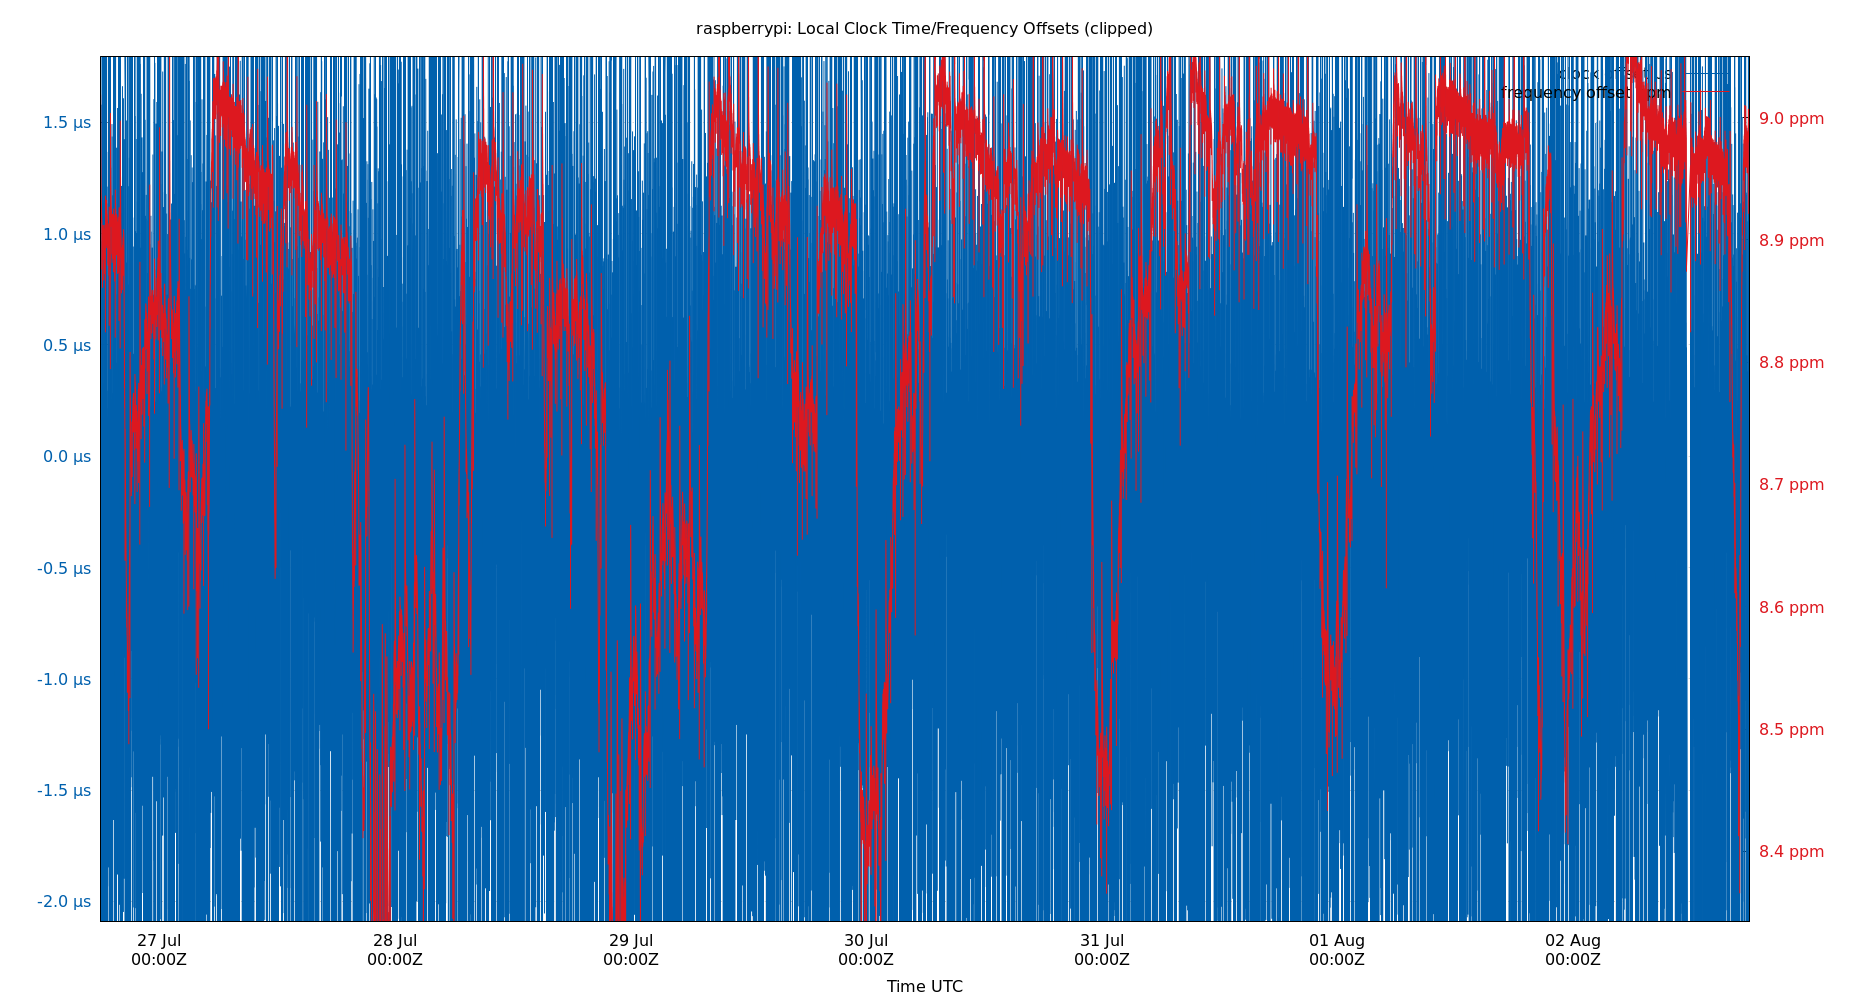 raspberrypi: Local Clock Time/Frequency Offsets (clipped)
clock offset µs
frequency offset ppm
1.5 µs
1.0 µs
0.5 µs
0.0 µs
-0.5 µs
-1.0 µs
-1.5 µs
-2.0 µs
9.0 ppm
8.9 ppm
8.8 ppm
8.7 ppm
8.6 ppm
8.5 ppm
8.4 ppm
27 Jul 28 Jul 29 Jul 30 Jul 31 Jul 01 Aug 02 Aug
00:00Z 00:00Z 00:00Z 00:00Z 00:00Z 00:00Z 00:00Z
Time UTC